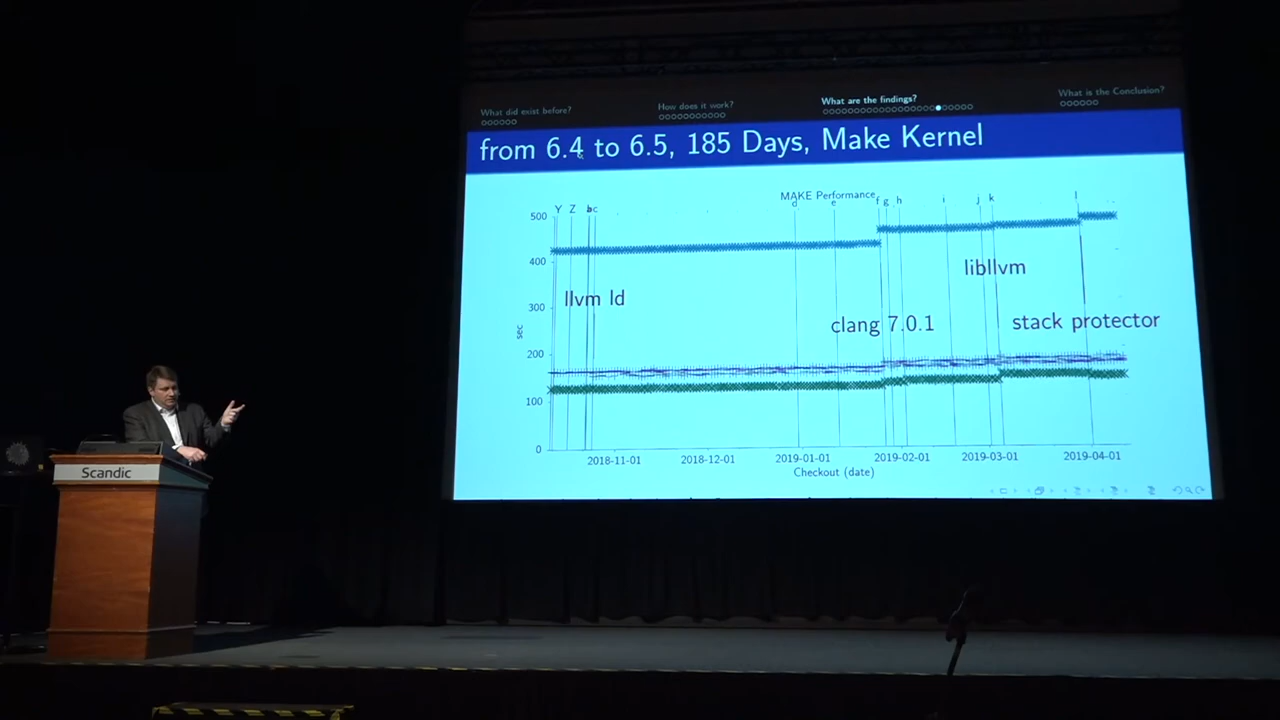 What did exist before?
How does it work?
What are the findings?
What is the Conclusion?
from 6.4 to 6.5, 185 Days, Make Kernel
MAKE Performance
Y Z c d e f g h i j k l
500
400
300
200
100
0
sec
llvm ld
clang 7.0.1
libllvm
stack protector
2018-11-01 2018-12-01 2019-01-01 2019-02-01 2019-03-01 2019-04-01
Checkout (date)
Scandic